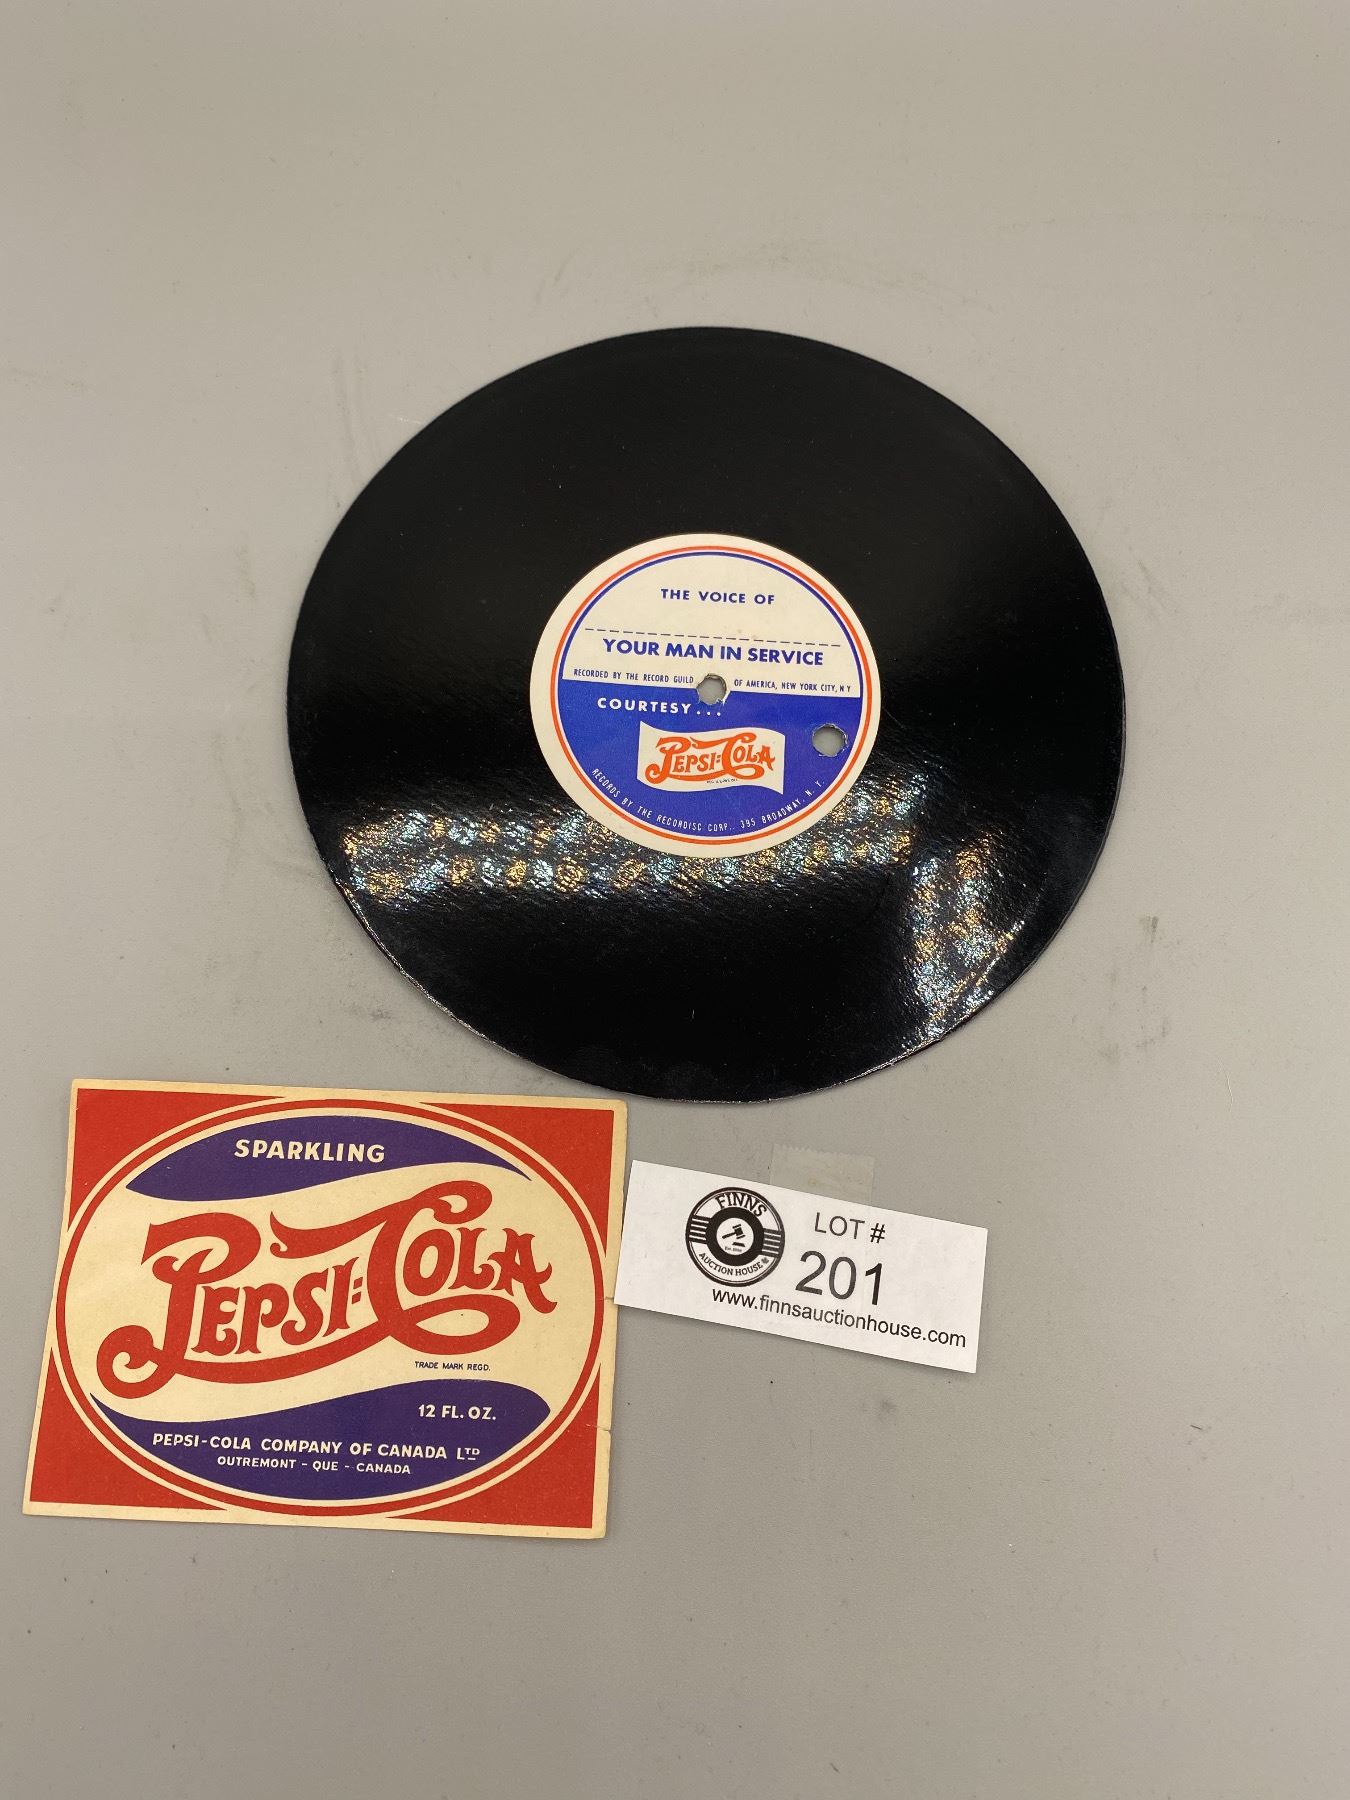 THE VOICE OF
YOUR MAN IN SERVICE
RECORDED BY THE RECORD GUILD OF AMERICA, NEW YORK CITY, N Y
COURTESY...
PEPSI:COLA
RECORDS BY THE RECORDISC CORP., 395 BROADWAY, N. Y.
SPARKLING
PEPSI:COLA
TRADE MARK REGD.
12 FL. OZ.
PEPSI-COLA COMPANY OF CANADA LTD
OUTREMONT - QUE - CANADA
FINNS
AUCTION HOUSE
LOT #
201
www.finnsauctionhouse.com